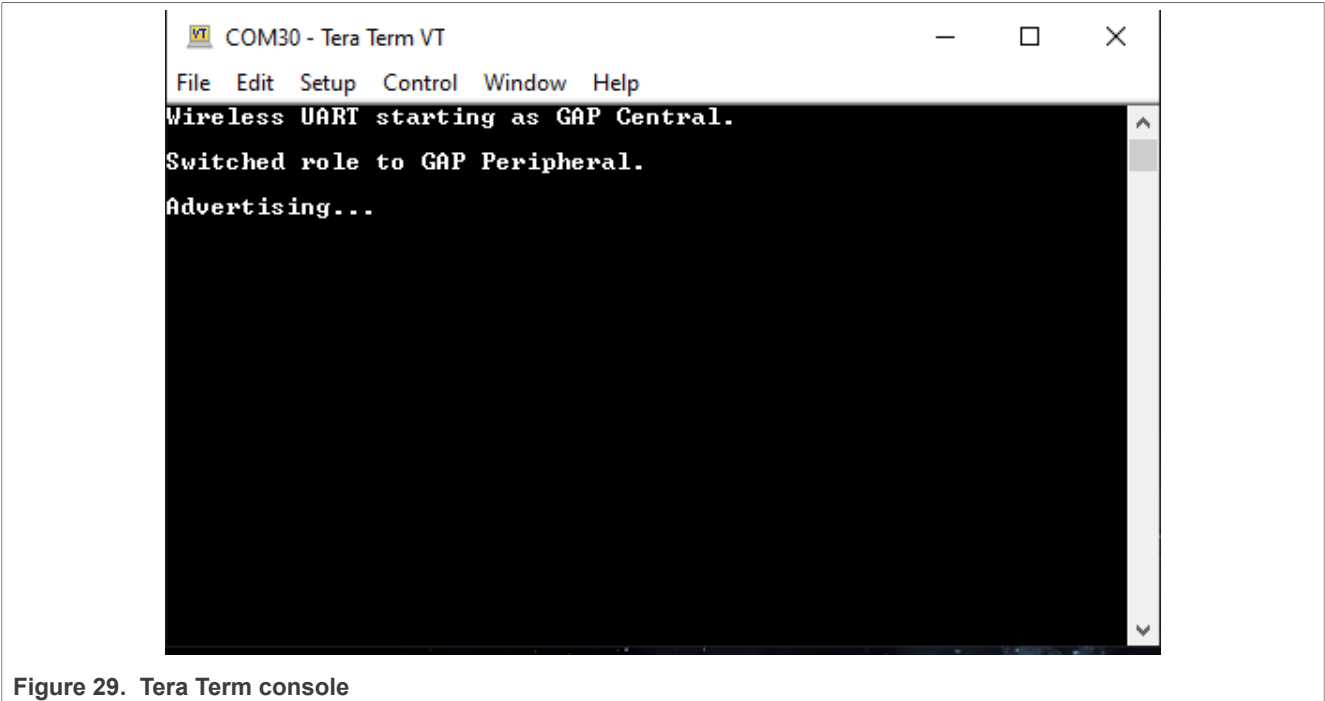 COM30 - Tera Term VT
File Edit Setup Control Window Help
Wireless UART starting as GAP Central.
Switched role to GAP Peripheral.
Advertising...
Figure 29. Tera Term console